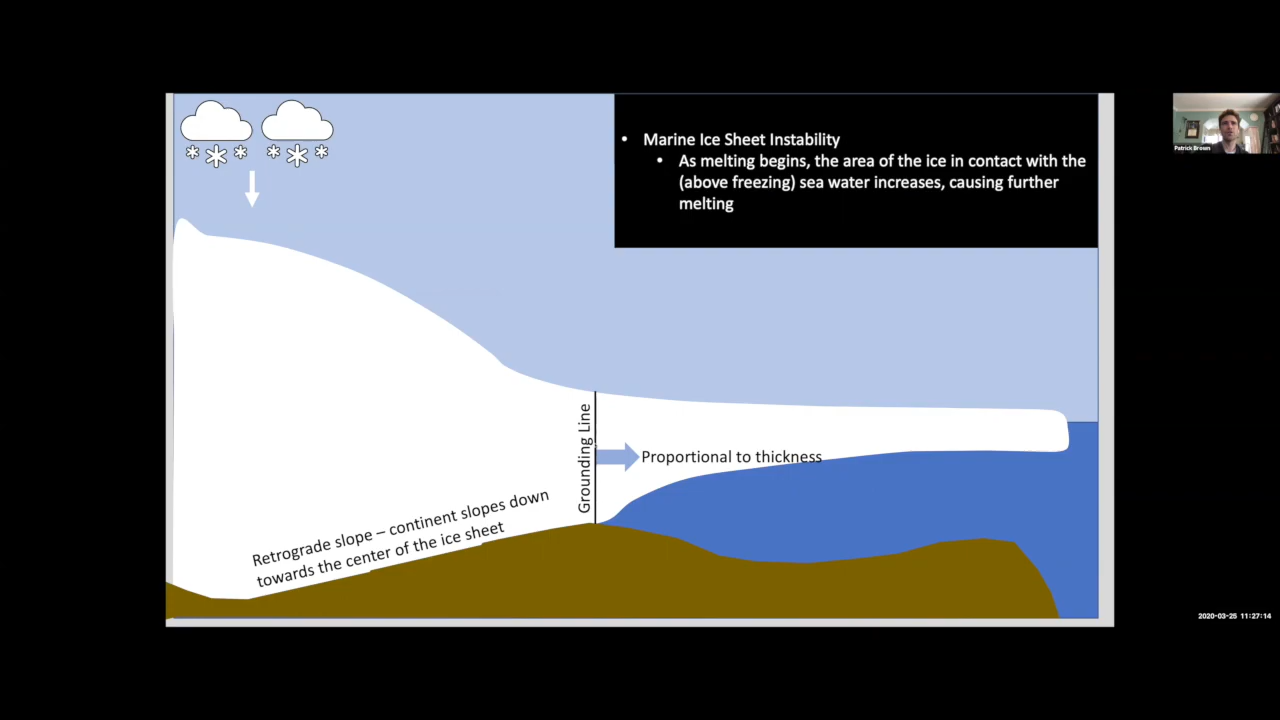 • Marine Ice Sheet Instability
• As melting begins, the area of the ice in contact with the
(above freezing) sea water increases, causing further
melting
Patrick Brown
Grounding Line
Proportional to thickness
Retrograde slope – continent slopes down
towards the center of the ice sheet
2020-03-25 11:27:14